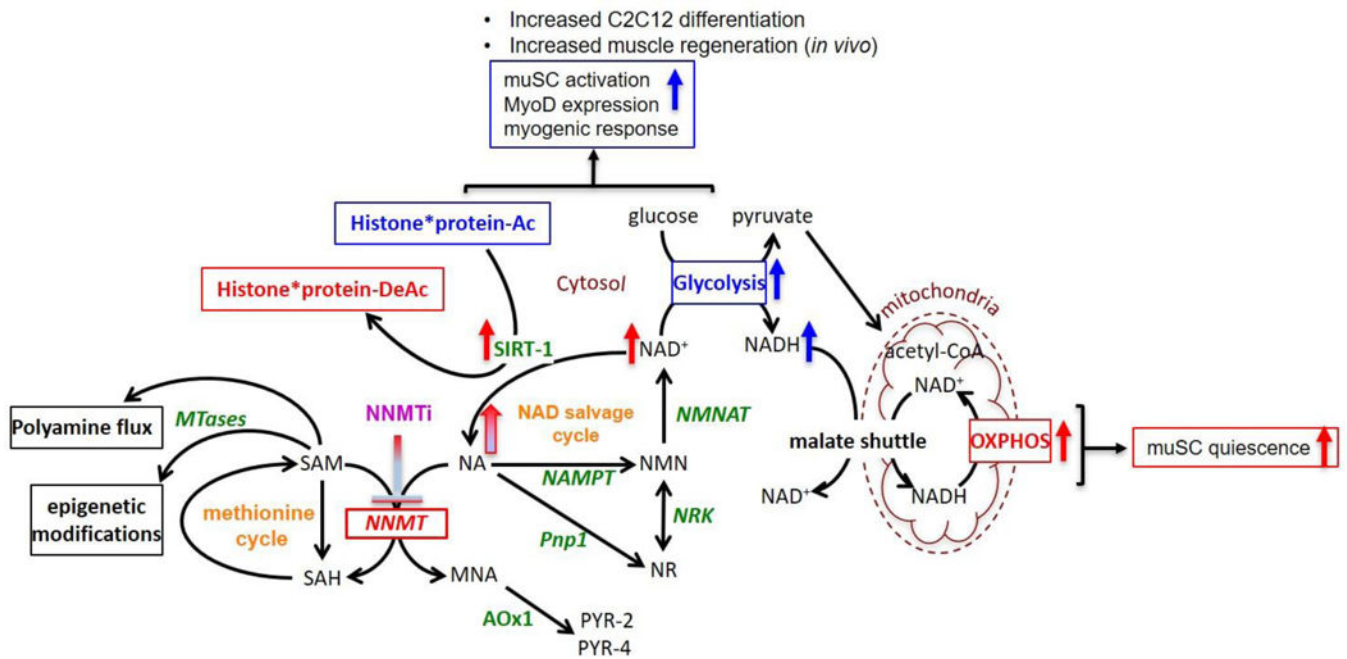 • Increased C2C12 differentiation
• Increased muscle regeneration (in vivo)
muSC activation
MyoD expression
myogenic response
glucose
pyruvate
Histone*protein-Ac
Cytosol
Glycolysis
Histone*protein-DeAc
mitochondria
SIRT-1
NAD⁺
NADH
acetyl-CoA
NAD⁺
MTases
NNMTi
NAD salvage
cycle
NMNAT
Polyamine flux
malate shuttle
OXPHOS
muSC quiescence
SAM
NA
NAMPT
NMN
NAD⁺
NADH
epigenetic
modifications
methionine
cycle
NNMT
Pnp1
NRK
SAH
MNA
NR
AOx1
PYR-2
PYR-4